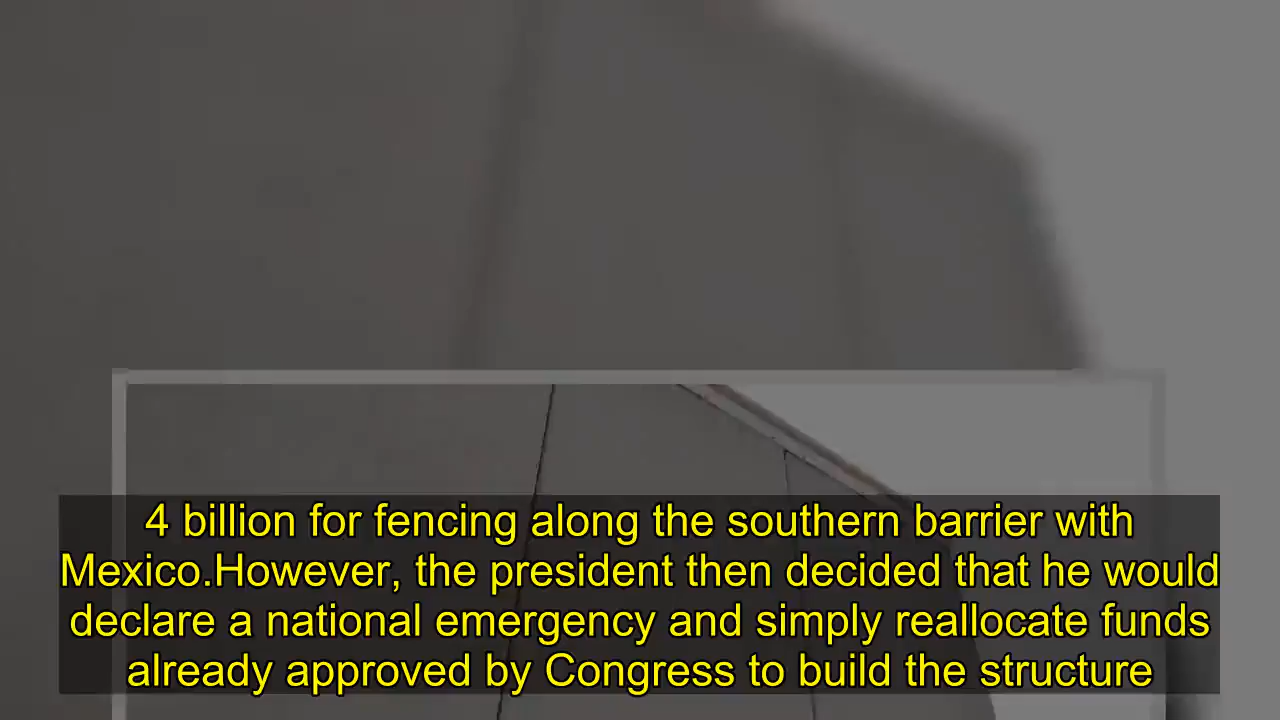 4 billion for fencing along the southern barrier with
Mexico.However, the president then decided that he would
declare a national emergency and simply reallocate funds
already approved by Congress to build the structure